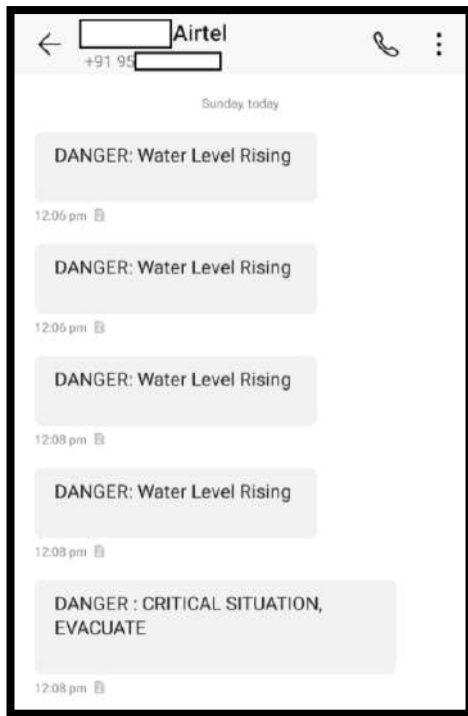 Airtel
+91 95
Sunday, today
DANGER: Water Level Rising
12:06 pm
DANGER: Water Level Rising
12:06 pm
DANGER: Water Level Rising
12:08 pm
DANGER: Water Level Rising
12:08 pm
DANGER : CRITICAL SITUATION,
EVACUATE
12:08 pm